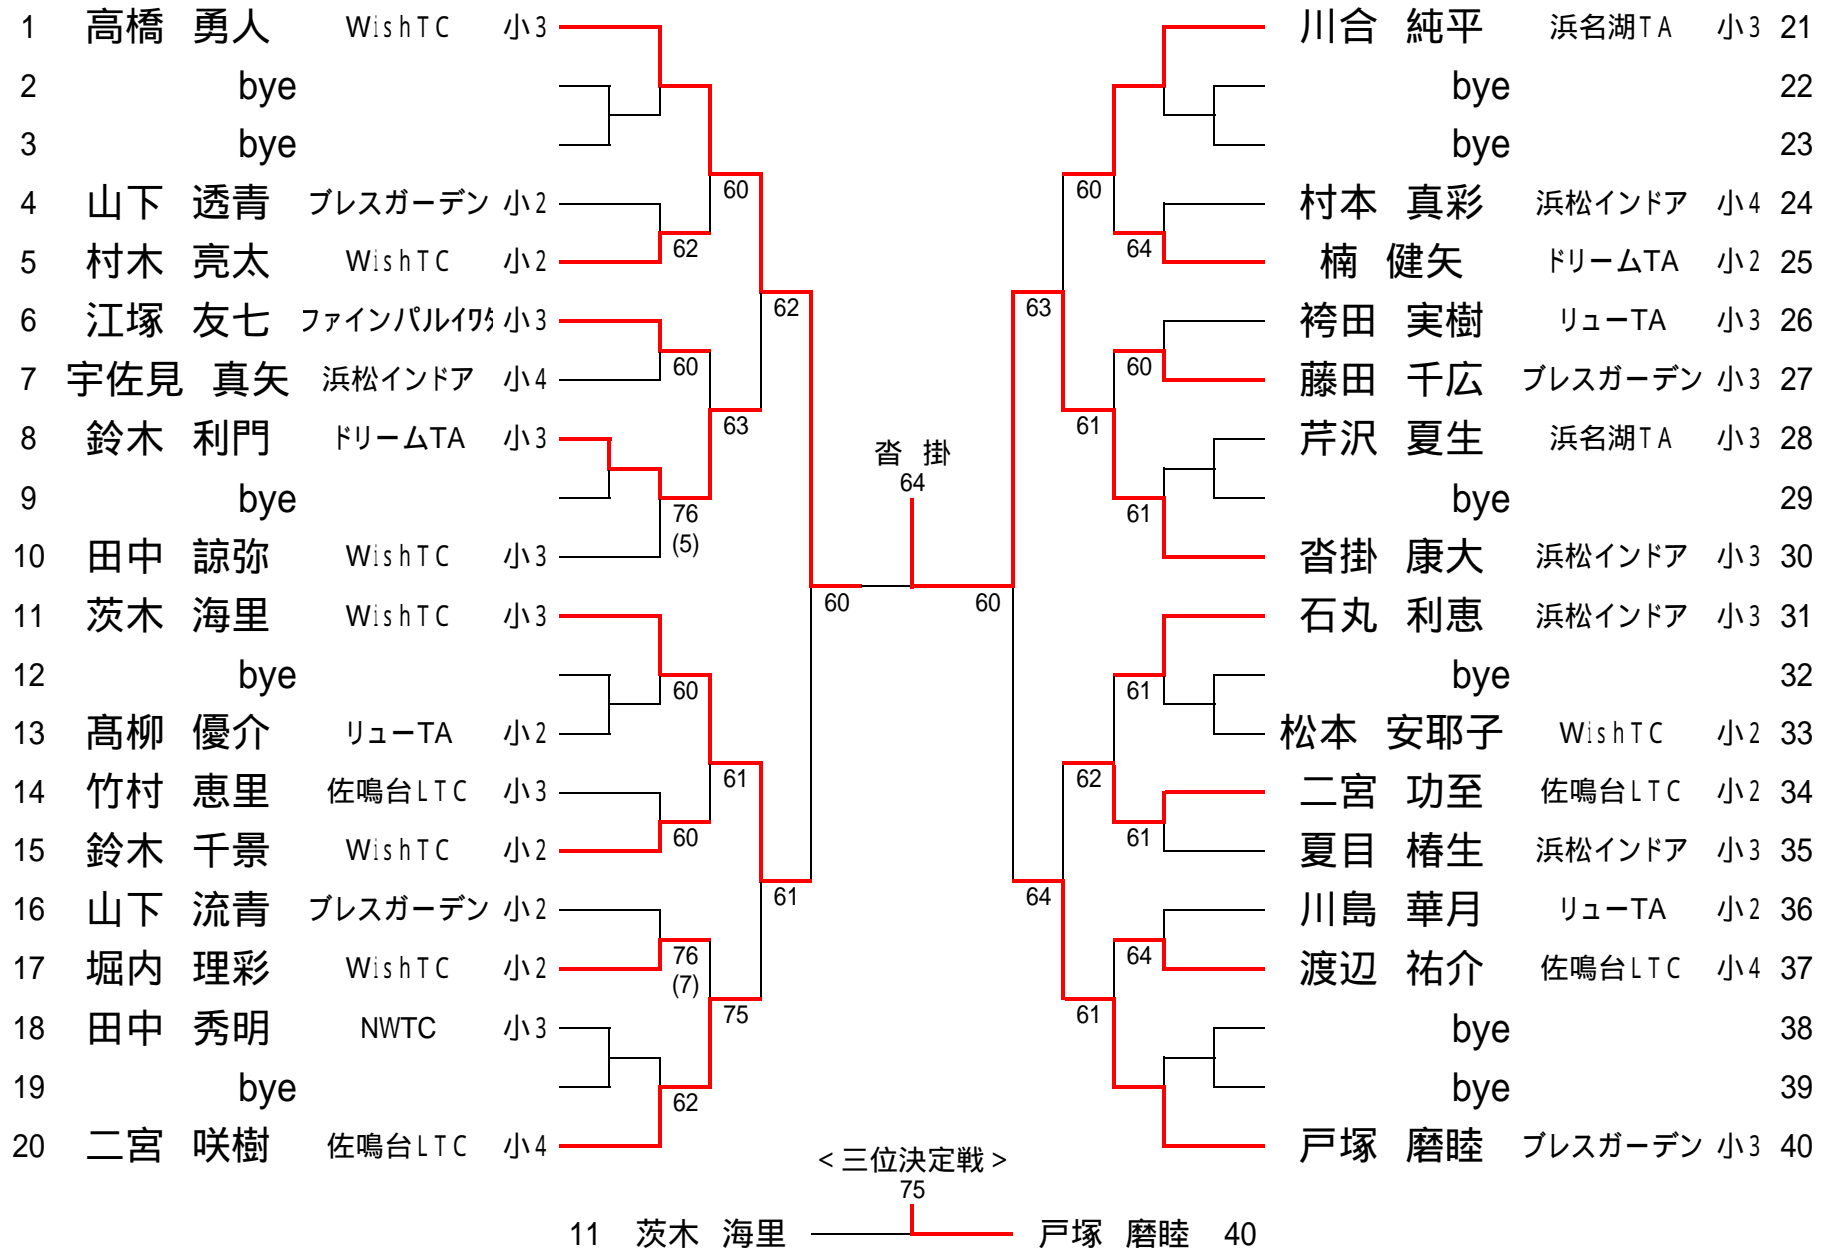 1 高橋 勇人 WishTC 小3
2 bye
3 bye
4 山下 透青 ブレスガーデン 小2
5 村木 亮太 WishTC 小2
6 江塚 友七 ファインパルイワタ 小3
7 宇佐見 真矢 浜松インドア 小4
8 鈴木 利門 ドリームTA 小3
9 bye
10 田中 諒弥 WishTC 小3
11 茨木 海里 WishTC 小3
12 bye
13 髙柳 優介 リューTA 小2
14 竹村 恵里 佐鳴台LTC 小3
15 鈴木 千景 WishTC 小2
16 山下 流青 ブレスガーデン 小2
17 堀内 理彩 WishTC 小2
18 田中 秀明 NWTC 小3
19 bye
20 二宮 咲樹 佐鳴台LTC 小4
62
60
76
(5)
60
60
76
(7)
62
60
63
61
75
62
61
60
沓掛
64
60
63
64
60
61
62
61
64
60
61
61
61
64
川合 純平 浜名湖TA 小3 21
bye 22
bye 23
村本 真彩 浜松インドア 小4 24
楠 健矢 ドリームTA 小2 25
袴田 実樹 リューTA 小3 26
藤田 千広 ブレスガーデン 小3 27
芹沢 夏生 浜名湖TA 小3 28
bye 29
沓掛 康大 浜松インドア 小3 30
石丸 利恵 浜松インドア 小3 31
bye 32
松本 安耶子 WishTC 小2 33
二宮 功至 佐鳴台LTC 小2 34
夏目 椿生 浜松インドア 小3 35
川島 華月 リューTA 小2 36
渡辺 祐介 佐鳴台LTC 小4 37
bye 38
bye 39
戸塚 磨睦 ブレスガーデン 小3 40
<三位決定戦>
75
11 茨木 海里 戸塚 磨睦 40